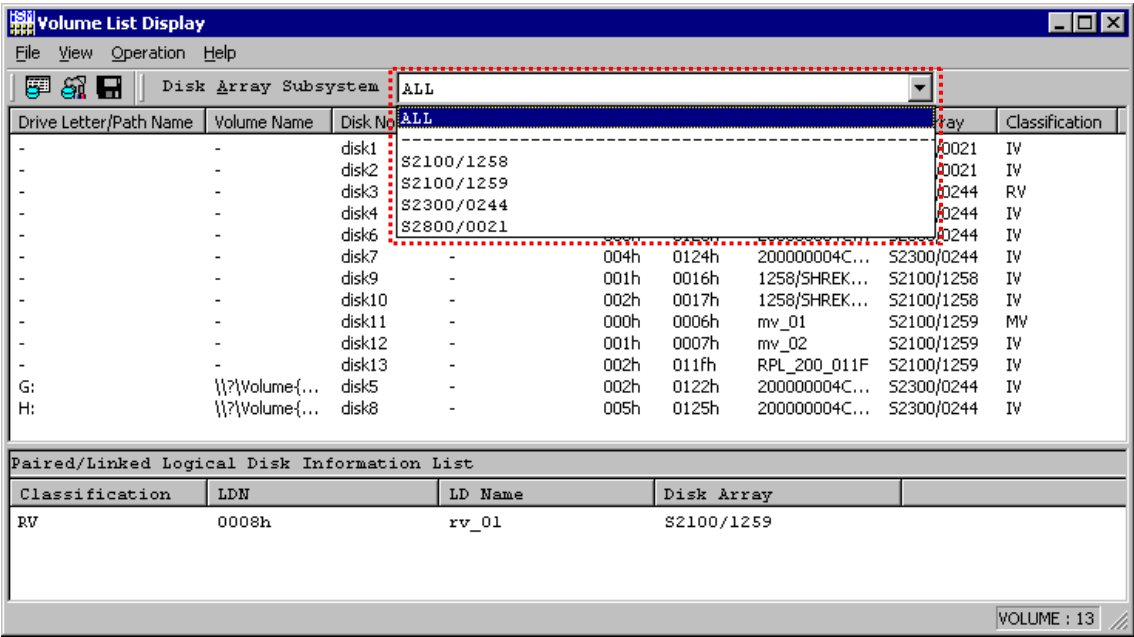 Volume List Display
File View Operation Help
Disk Array Subsystem ALL
Drive Letter/Path Name Volume Name Disk No ray Classification
ALL
S2100/1258
S2100/1259
S2300/0244
S2800/0021
- - disk1 /0021 IV
- - disk2 0021 IV
- - disk3 0244 RV
- - disk4 0244 IV
- - disk6 0244 IV
- - disk7 - 004h 0124h 200000004C... S2300/0244 IV
- - disk9 - 001h 0016h 1258/SHREK... S2100/1258 IV
- - disk10 - 002h 0017h 1258/SHREK... S2100/1258 IV
- - disk11 - 000h 0006h mv_01 S2100/1259 MV
- - disk12 - 001h 0007h mv_02 S2100/1259 IV
- - disk13 - 002h 011fh RPL_200_011F S2100/1259 IV
G: \\?\Volume{... disk5 - 002h 0122h 200000004C... S2300/0244 IV
H: \\?\Volume{... disk8 - 005h 0125h 200000004C... S2300/0244 IV
Paired/Linked Logical Disk Information List
Classification LDN LD Name Disk Array
RV 0008h rv_01 S2100/1259
VOLUME : 13